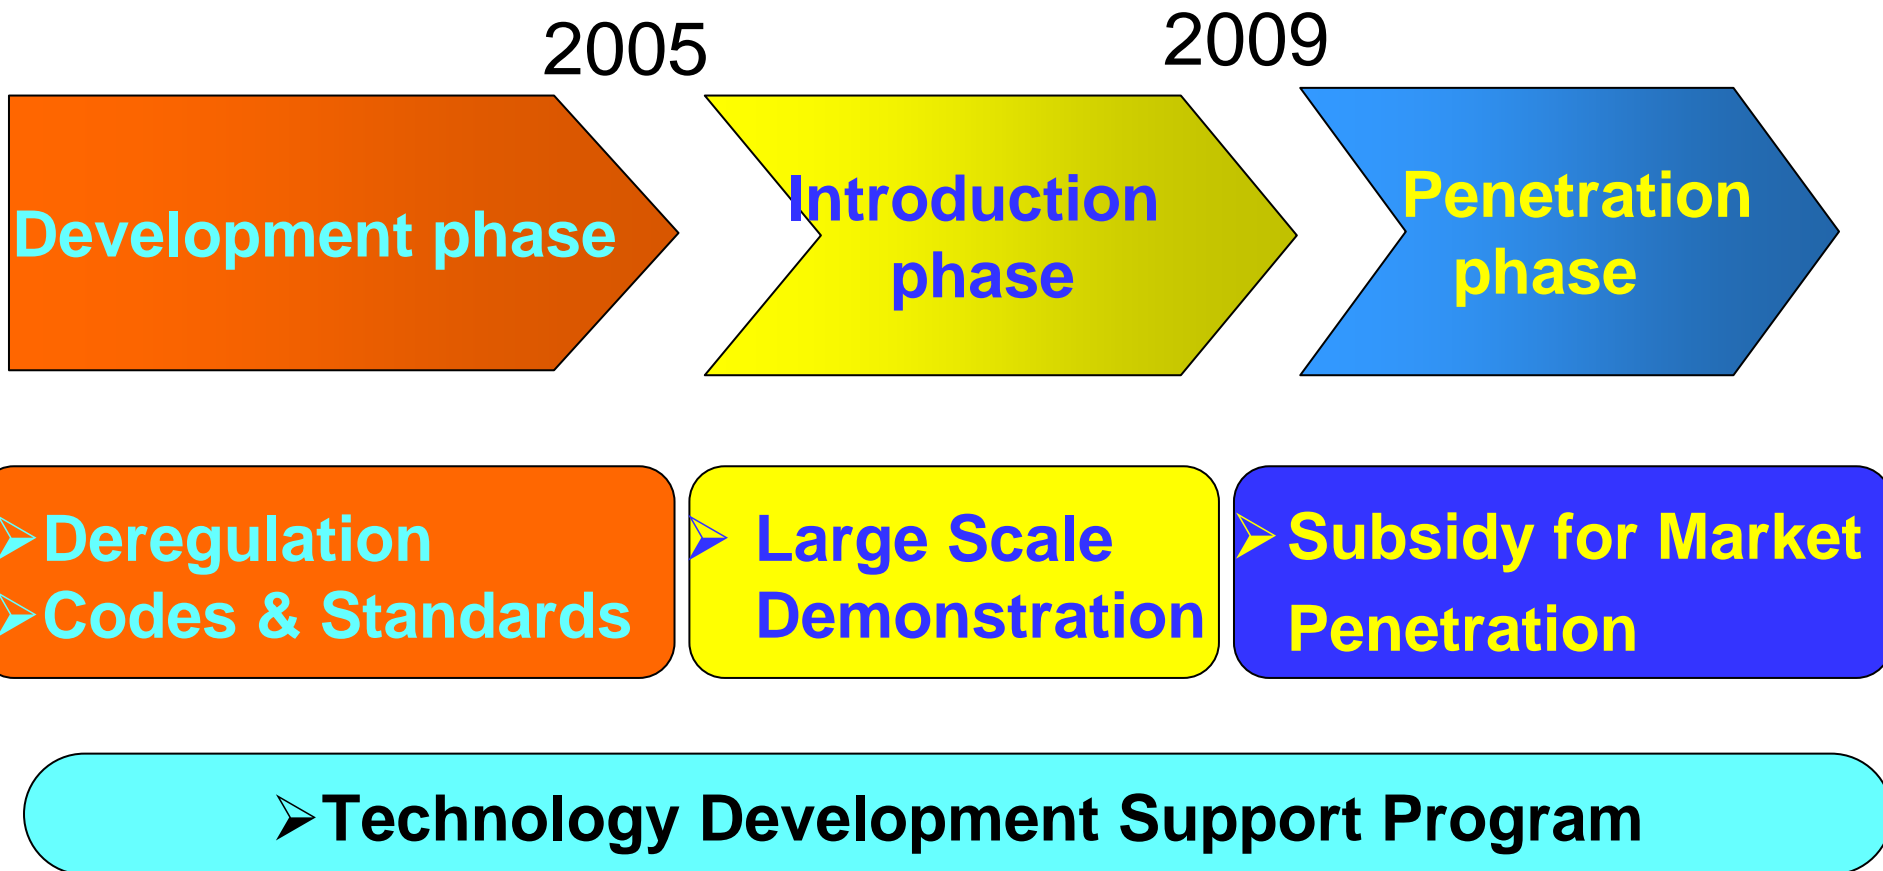 2005
2009
Development phase
Introduction
phase
Penetration
phase
➢Deregulation
➢Codes & Standards
➢ Large Scale
Demonstration
➢ Subsidy for Market
Penetration
➢Technology Development Support Program